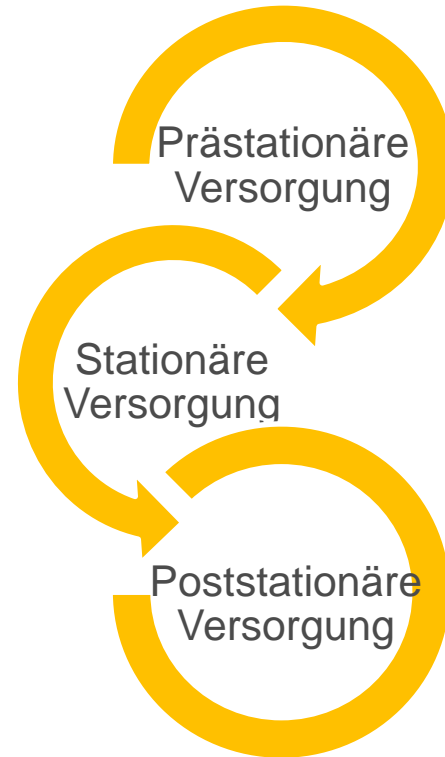 Prästationäre
Versorgung
Stationäre
Versorgung
Poststationäre
Versorgung